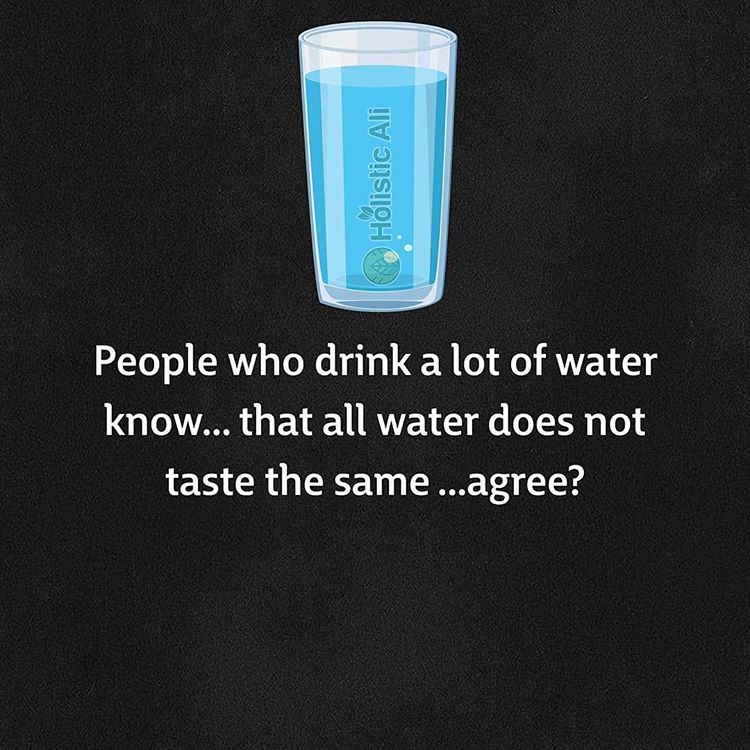 Holistic Ali
People who drink a lot of water
know... that all water does not
taste the same ...agree?